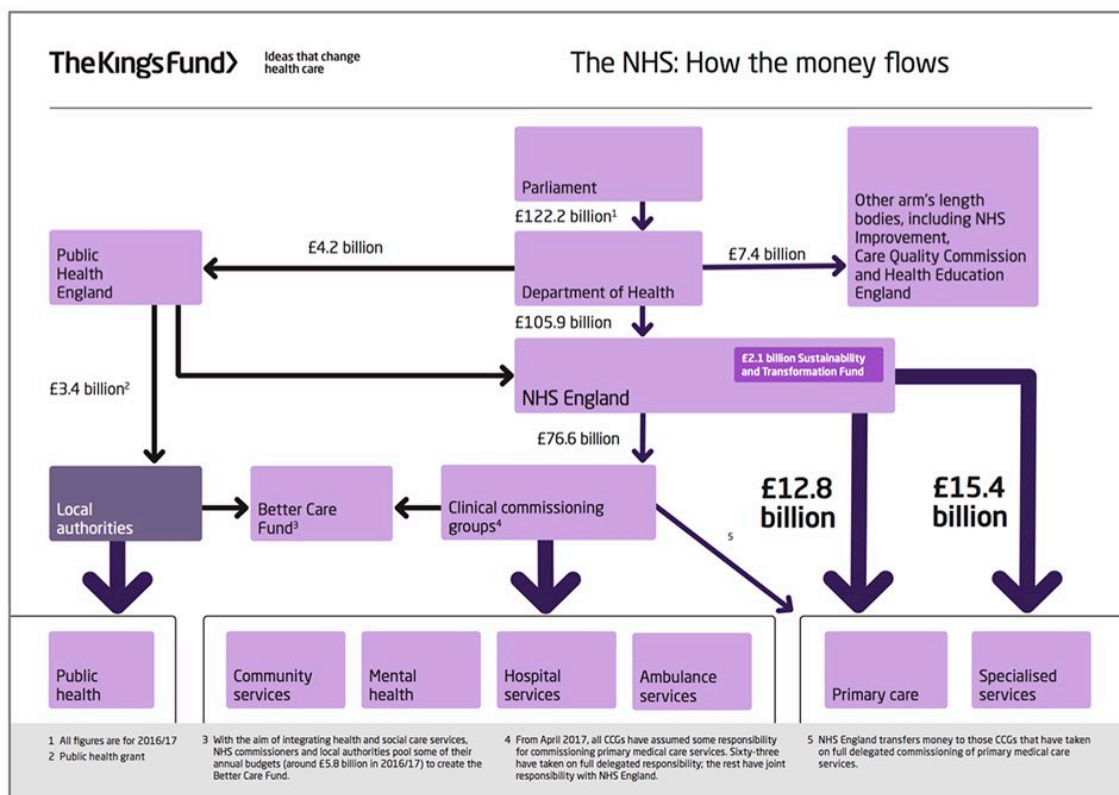 The King's Fund>
Ideas that change
health care
The NHS: How the money flows
Parliament
£122.2 billion¹
Other arm's length
bodies, including NHS
Improvement,
Care Quality Commission
and Health Education
England
Public
Health
England
£4.2 billion
Department of Health
£7.4 billion
£105.9 billion
£2.1 billion Sustainability
and Transformation Fund
NHS England
£3.4 billion²
£76.6 billion
£12.8
billion
£15.4
billion
Local
authorities
Better Care
Fund³
Clinical commissioning
groups⁴
5
Public
health
Community
services
Mental
health
Hospital
services
Ambulance
services
Primary care
Specialised
services
1 All figures are for 2016/17
2 Public health grant
3 With the aim of integrating health and social care services,
NHS commissioners and local authorities pool some of their
annual budgets (around £5.8 billion in 2016/17) to create the
Better Care Fund.
4 From April 2017, all CCGs have assumed some responsibility
for commissioning primary medical care services. Sixty-three
have taken on full delegated responsibility; the rest have joint
responsibility with NHS England.
5 NHS England transfers money to those CCGs that have taken
on full delegated commissioning of primary medical care
services.